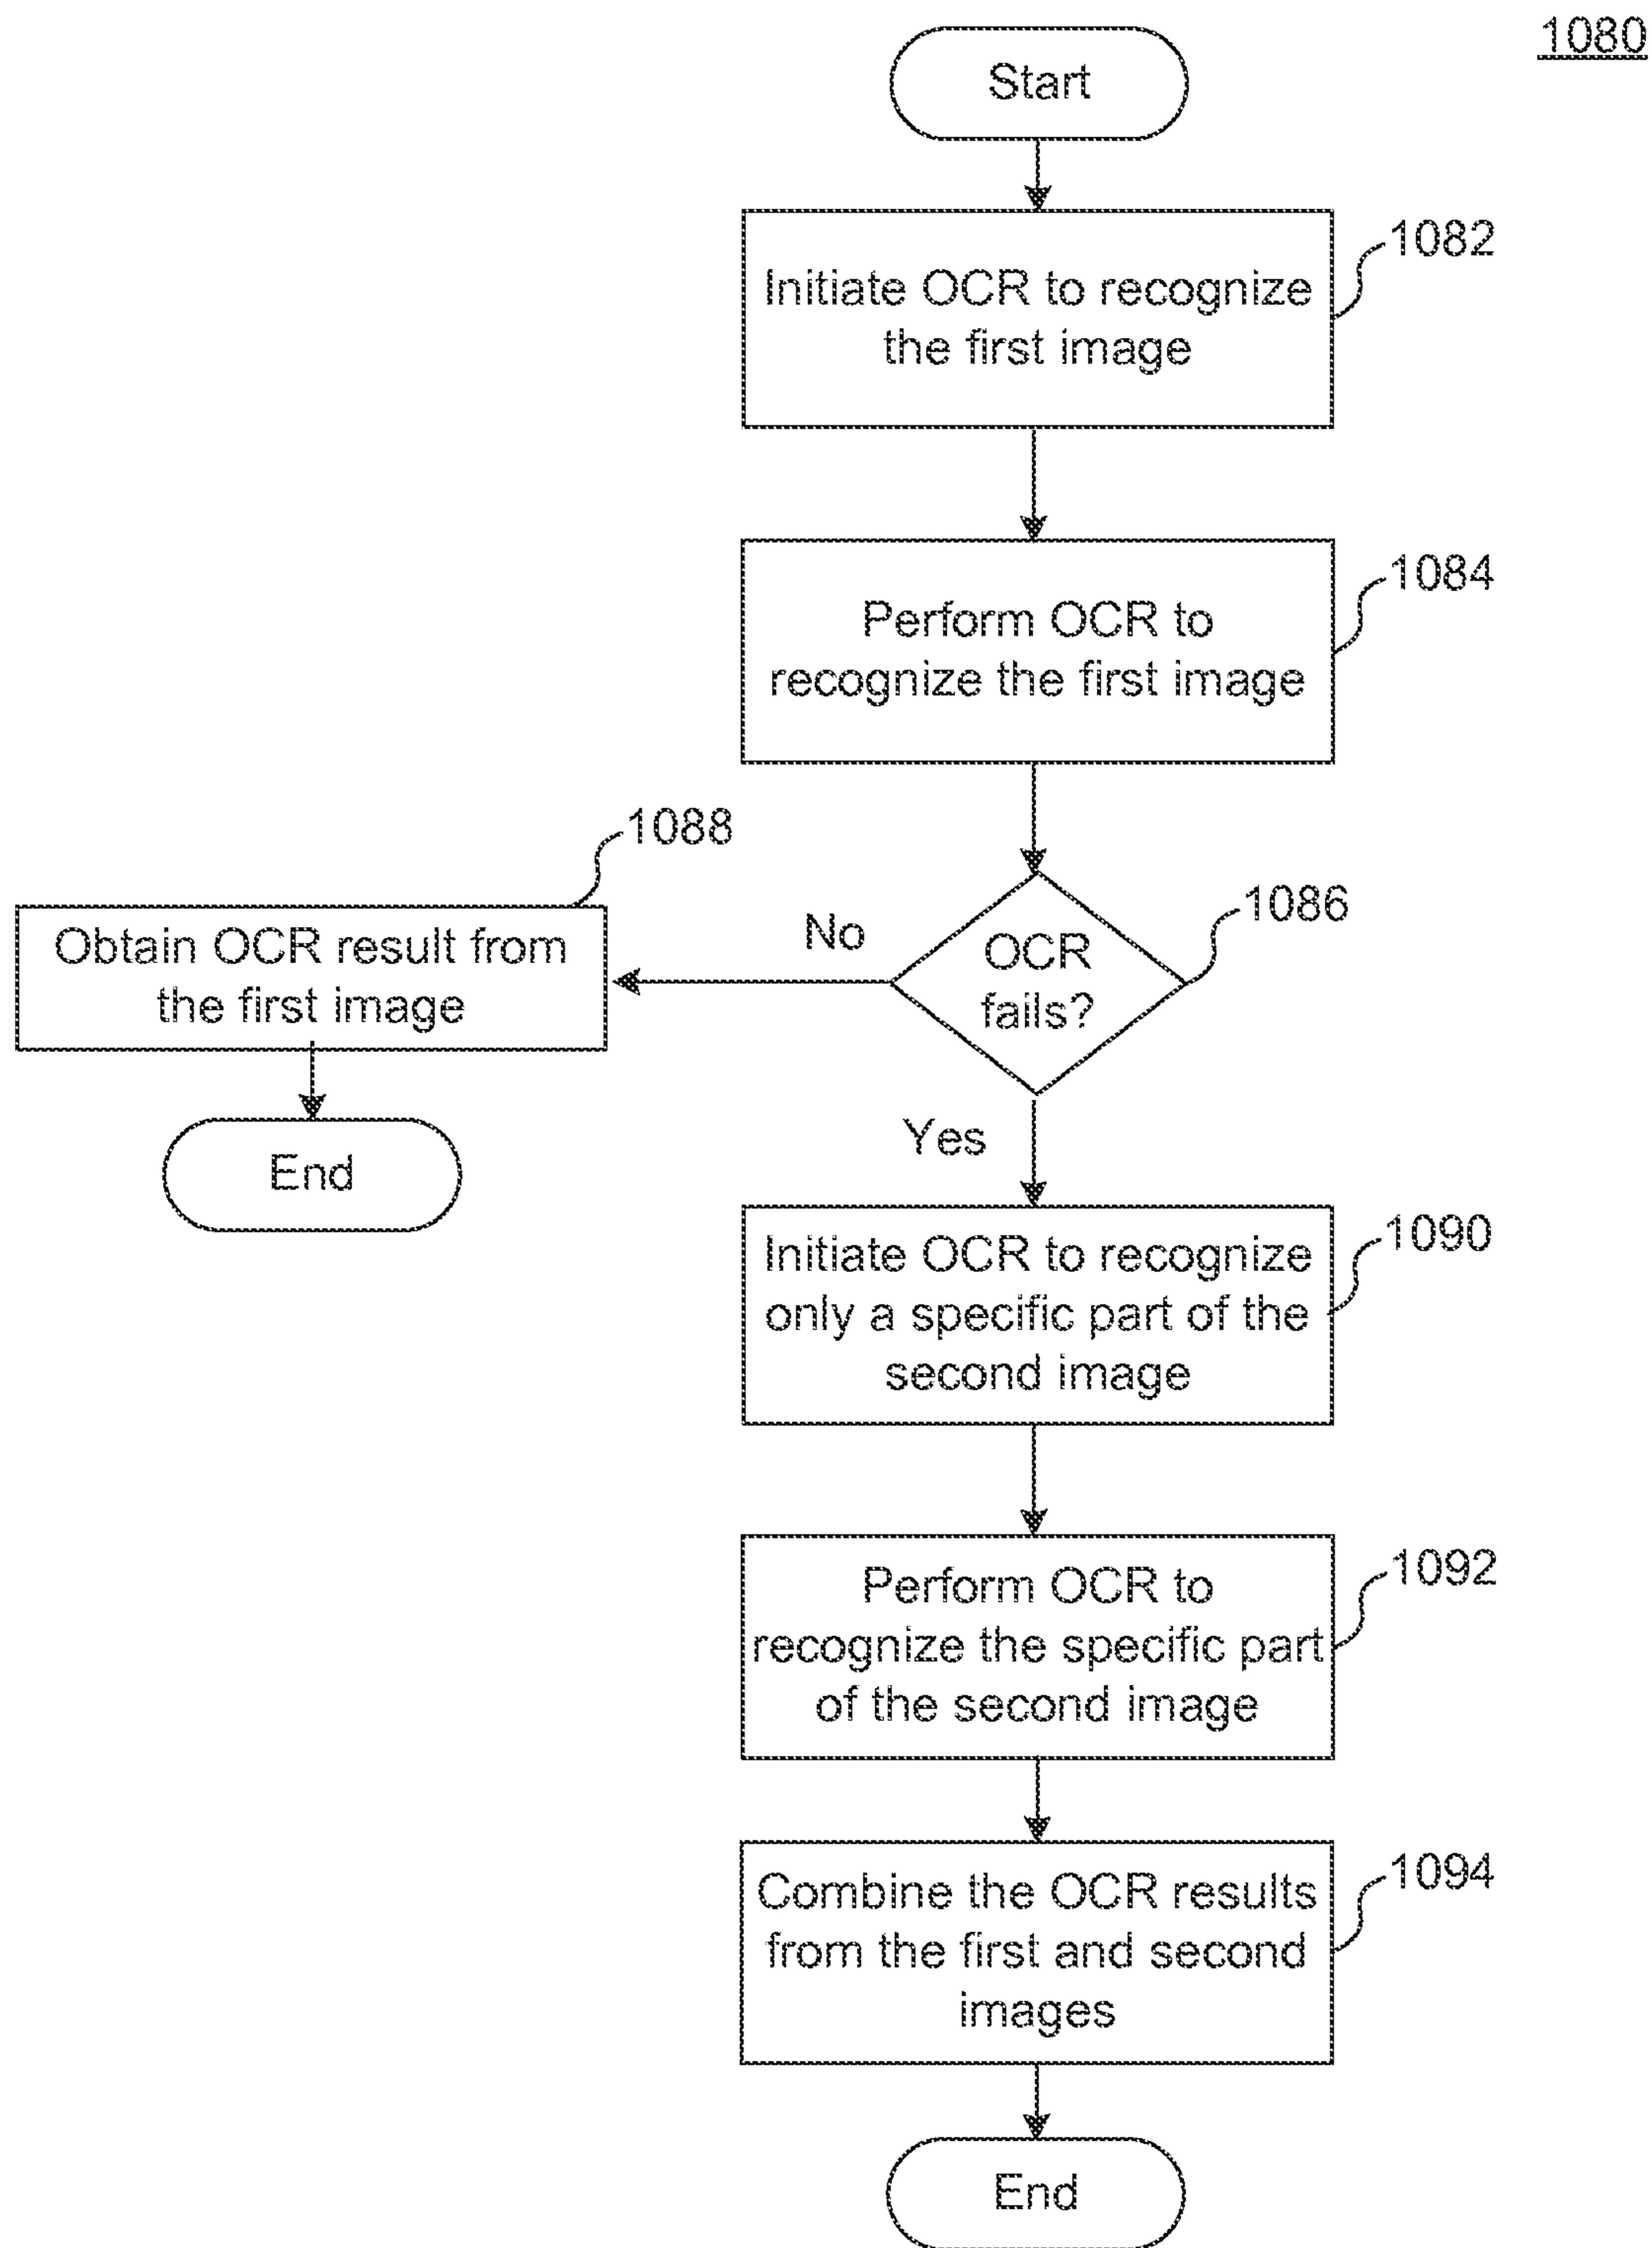 1080
Start
1082
Initiate OCR to recognize
the first image
1084
Perform OCR to
recognize the first image
1088
1086
Obtain OCR result from
the first image
No
OCR
fails?
End
Yes
1090
Initiate OCR to recognize
only a specific part of the
second image
1092
Perform OCR to
recognize the specific part
of the second image
1094
Combine the OCR results
from the first and second
images
End